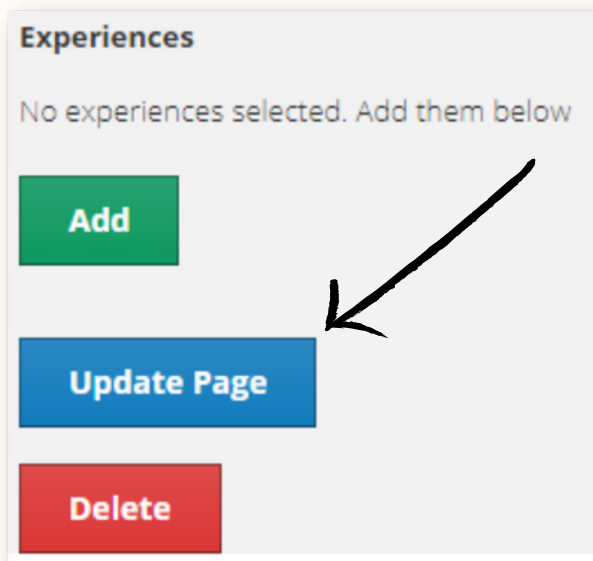 Experiences
No experiences selected. Add them below
Add
Update Page
Delete